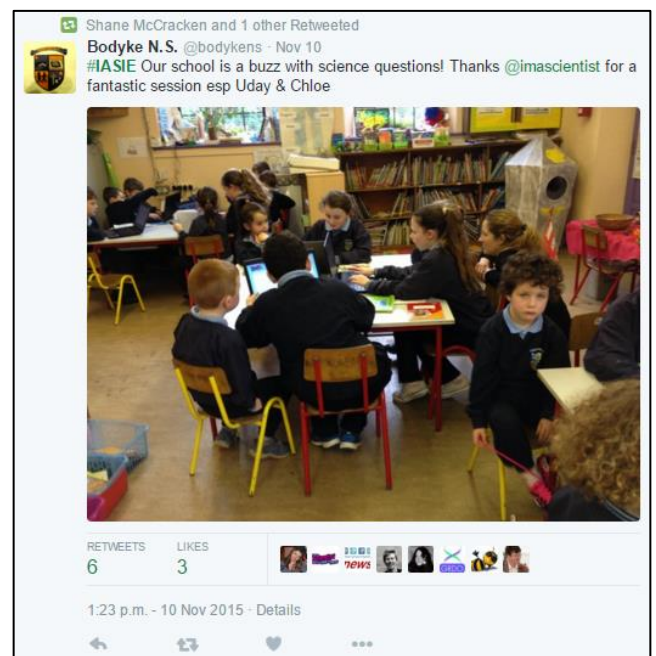 Shane McCracken and 1 other Retweeted
Bodyke N.S. @bodykens · Nov 10
#IASIE Our school is a buzz with science questions! Thanks @imascientist for a
fantastic session esp Uday & Chloe
RETWEETS LIKES
6 3
news
1:23 p.m. - 10 Nov 2015 · Details